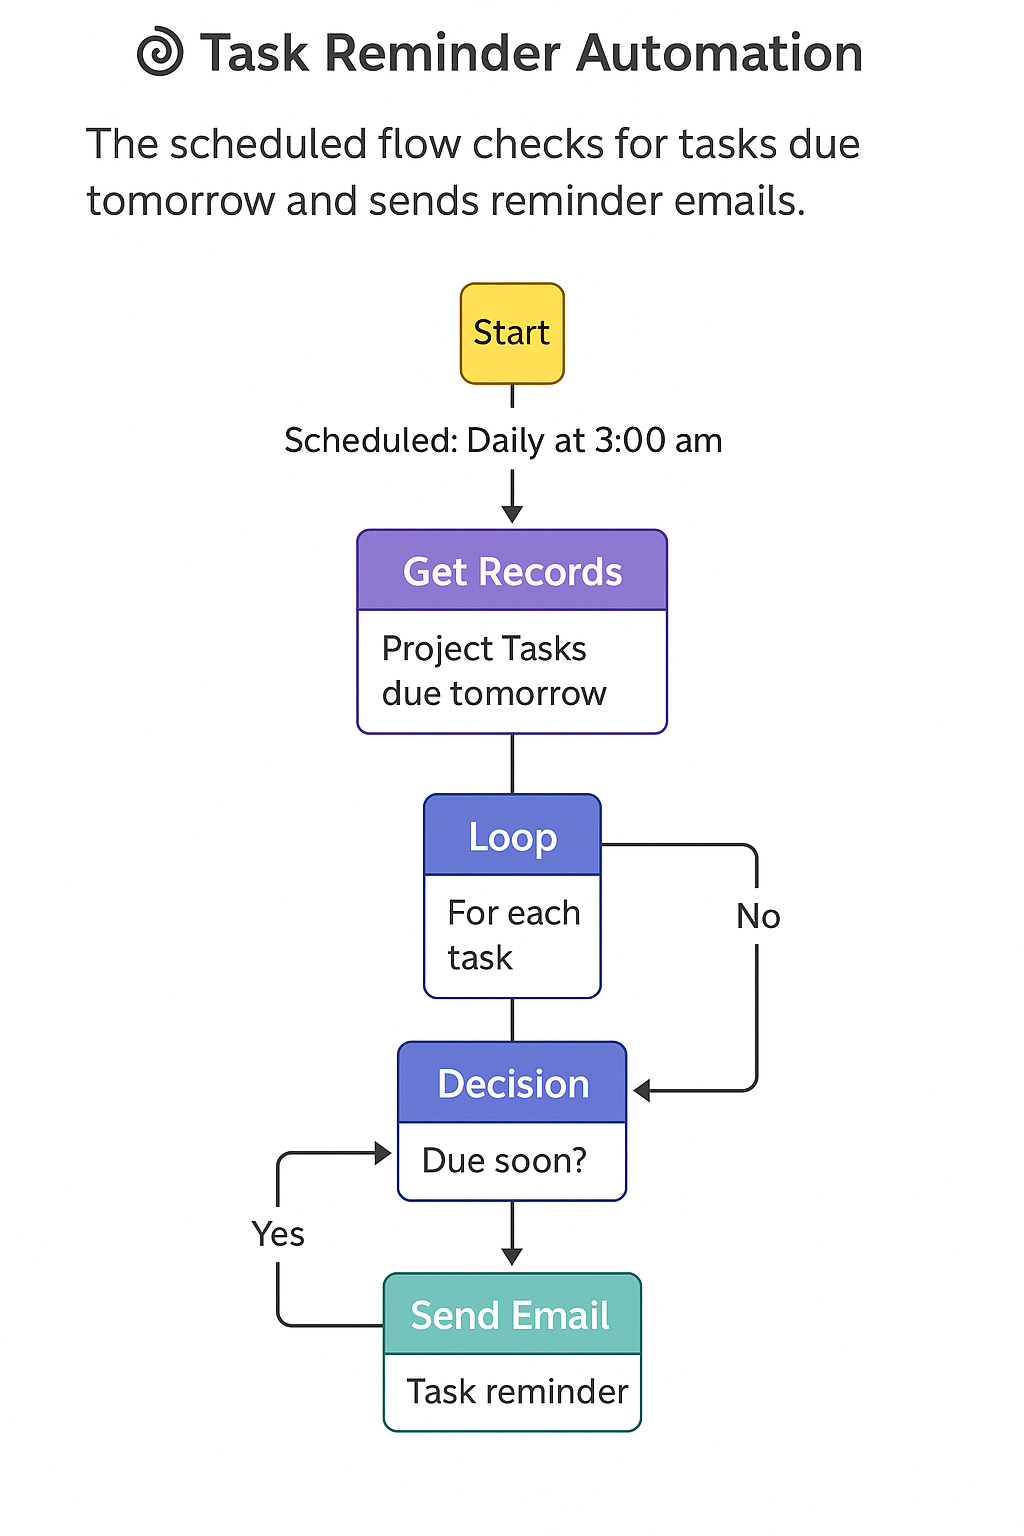 Task Reminder Automation
The scheduled flow checks for tasks due
tomorrow and sends reminder emails.
Start
Scheduled: Daily at 3:00 am
Get Records
Project Tasks
due tomorrow
Loop
For each
task
No
Decision
Due soon?
Yes
Send Email
Task reminder